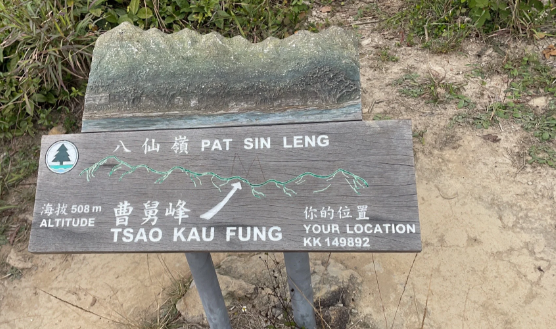 八仙嶺 PAT SIN LENG
海拔 508 m
ALTITUDE
曹舅峰
TSAO KAU FUNG
你的位置
YOUR LOCATION
KK 149892